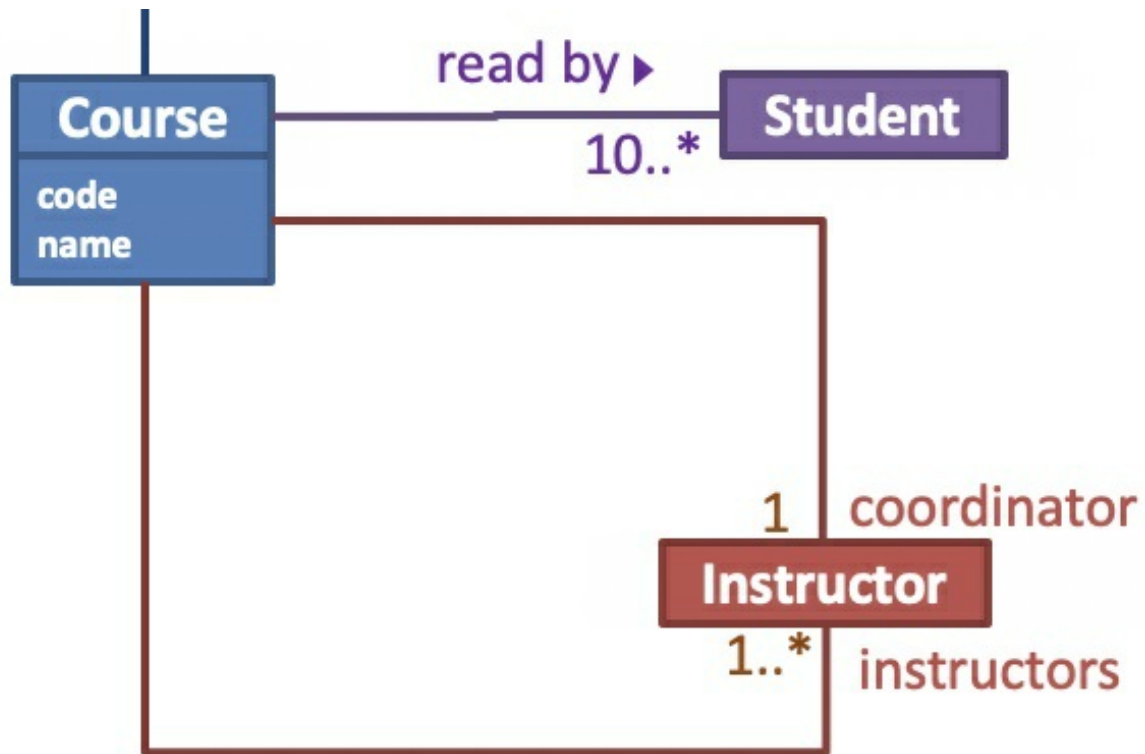 read by ▶
Course
Student
10..*
code
name
1
coordinator
Instructor
1..*
instructors